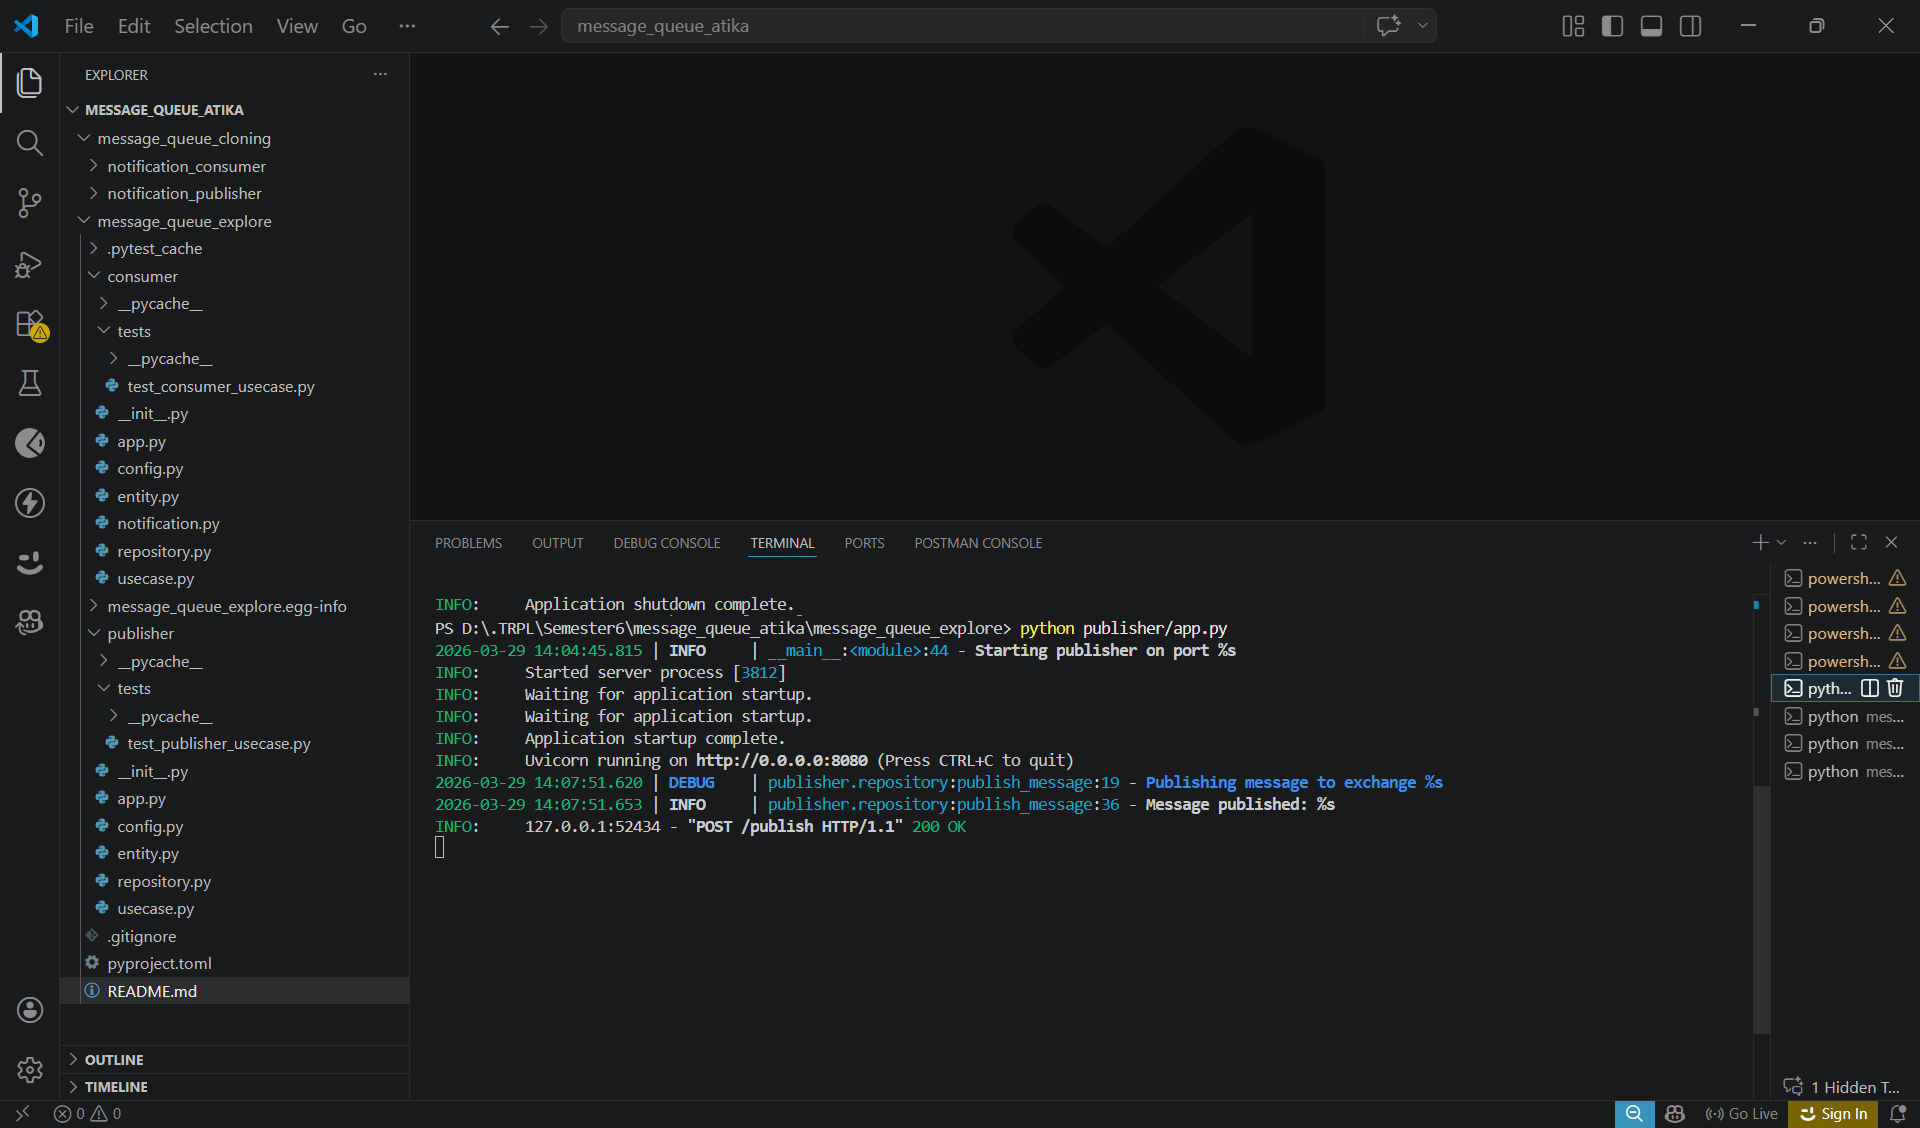 File Edit Selection View Go ···
message_queue_atika
EXPLORER
MESSAGE_QUEUE_ATIKA
message_queue_cloning
notification_consumer
notification_publisher
message_queue_explore
.pytest_cache
consumer
__pycache__
tests
__pycache__
test_consumer_usecase.py
__init__.py
app.py
config.py
entity.py
notification.py
repository.py
usecase.py
message_queue_explore.egg-info
publisher
__pycache__
tests
__pycache__
test_publisher_usecase.py
__init__.py
app.py
config.py
entity.py
repository.py
usecase.py
.gitignore
pyproject.toml
README.md
OUTLINE
TIMELINE
PROBLEMS OUTPUT DEBUG CONSOLE TERMINAL PORTS POSTMAN CONSOLE
INFO:     Application shutdown complete.
PS D:\.TRPL\Semester6\message_queue_atika\message_queue_explore> python publisher/app.py
2026-03-29 14:04:45.815 | INFO     | __main__:<module>:44 - Starting publisher on port %s
INFO:     Started server process [3812]
INFO:     Waiting for application startup.
INFO:     Waiting for application startup.
INFO:     Application startup complete.
INFO:     Uvicorn running on http://0.0.0.0:8080 (Press CTRL+C to quit)
2026-03-29 14:07:51.620 | DEBUG    | publisher.repository:publish_message:19 - Publishing message to exchange %s
2026-03-29 14:07:51.653 | INFO     | publisher.repository:publish_message:36 - Message published: %s
INFO:     127.0.0.1:52434 - "POST /publish HTTP/1.1" 200 OK
powersh...
powersh...
powersh...
powersh...
pyth...
python mes...
python mes...
python mes...
1 Hidden T...
0 0
Go Live
Sign In